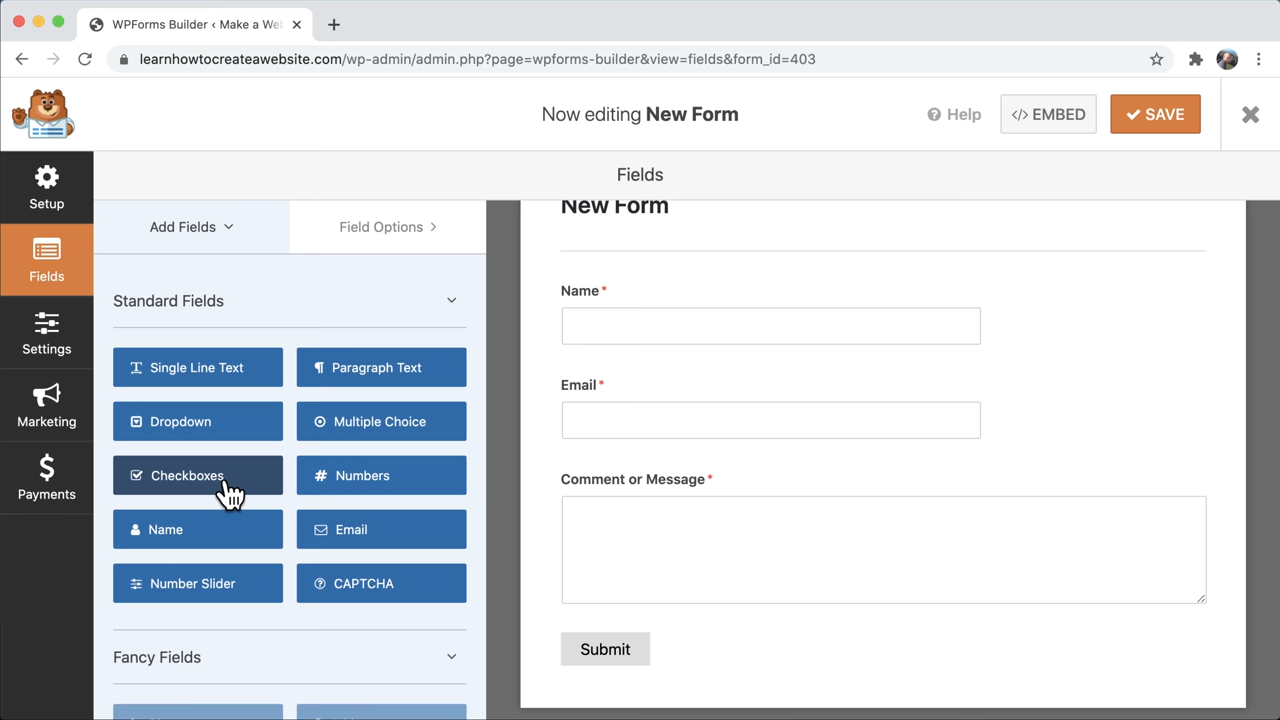 WPForms Builder ‹ Make a We
learnhowtocreateawebsite.com/wp-admin/admin.php?page=wpforms-builder&view=fields&form_id=403
Now editing New Form
Help
</> EMBED
SAVE
Setup
Fields
Settings
Marketing
Payments
Fields
Add Fields
Field Options
Standard Fields
Single Line Text
Paragraph Text
Dropdown
Multiple Choice
Checkboxes
Numbers
Name
Email
Number Slider
CAPTCHA
Fancy Fields
New Form
Name *
Email *
Comment or Message *
Submit